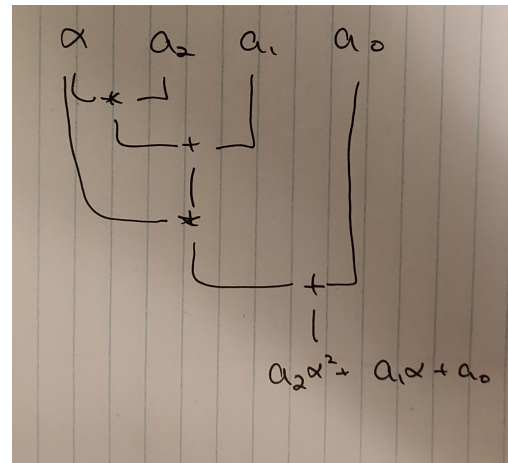 α a₂ a₁ a₀
*
+
*
+
a₂α² + a₁α + a₀